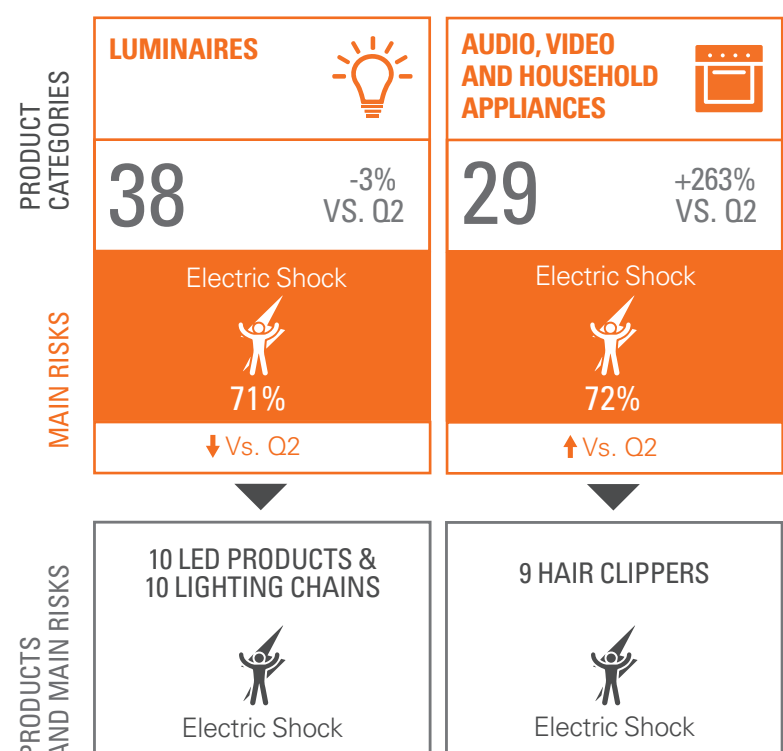 PRODUCT
CATEGORIES
LUMINAIRES
38
-3%
VS. Q2
AUDIO, VIDEO
AND HOUSEHOLD
APPLIANCES
29
+263%
VS. Q2
MAIN RISKS
Electric Shock
71%
Vs. Q2
Electric Shock
72%
Vs. Q2
PRODUCTS
AND MAIN RISKS
10 LED PRODUCTS &
10 LIGHTING CHAINS
Electric Shock
9 HAIR CLIPPERS
Electric Shock